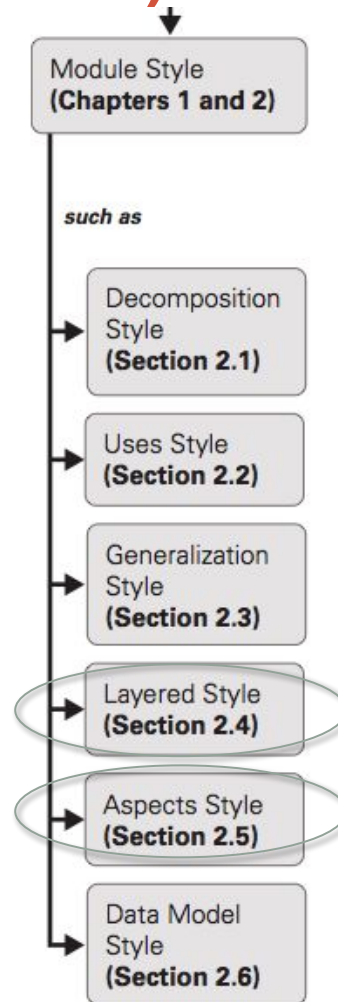 Module Style
(Chapters 1 and 2)
such as
Decomposition
Style
(Section 2.1)
Uses Style
(Section 2.2)
Generalization
Style
(Section 2.3)
Layered Style
(Section 2.4)
Aspects Style
(Section 2.5)
Data Model
Style
(Section 2.6)